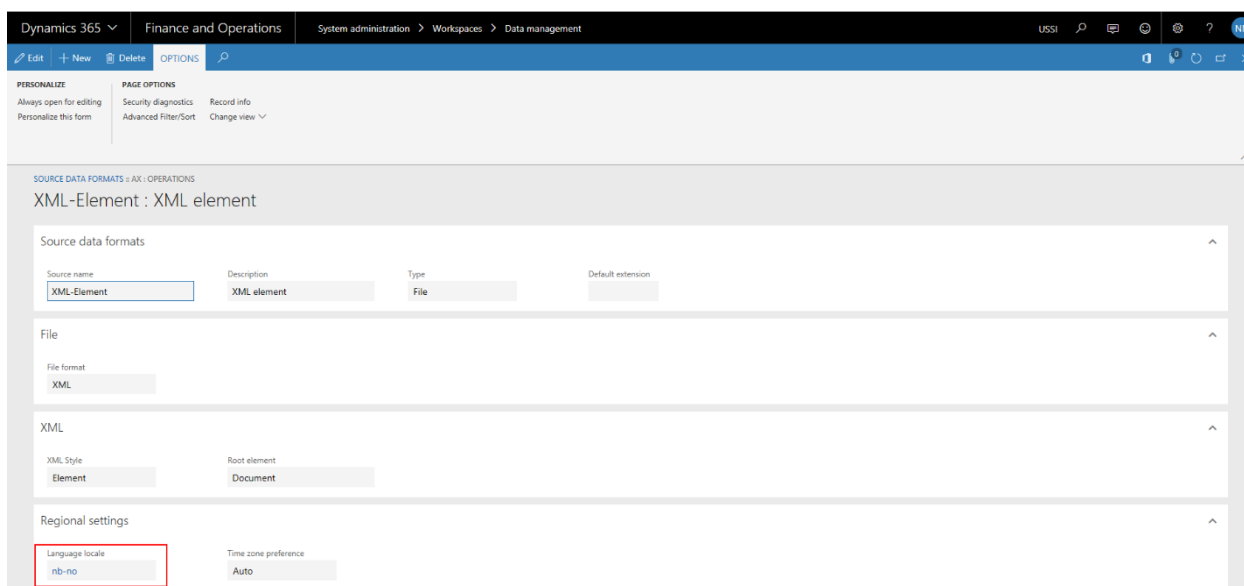 Dynamics 365 Finance and Operations System administration > Workspaces > Data management USSI ?
Edit + New Delete OPTIONS 0
PERSONALIZE PAGE OPTIONS
Always open for editing Security diagnostics Record info
Personalize this form Advanced Filter/Sort Change view
SOURCE DATA FORMATS :: AX : OPERATIONS
XML-Element : XML element
Source data formats
Source name Description Type Default extension
XML-Element XML element File
File
File format
XML
XML
XML Style Root element
Element Document
Regional settings
Language locale Time zone preference
nb-no Auto